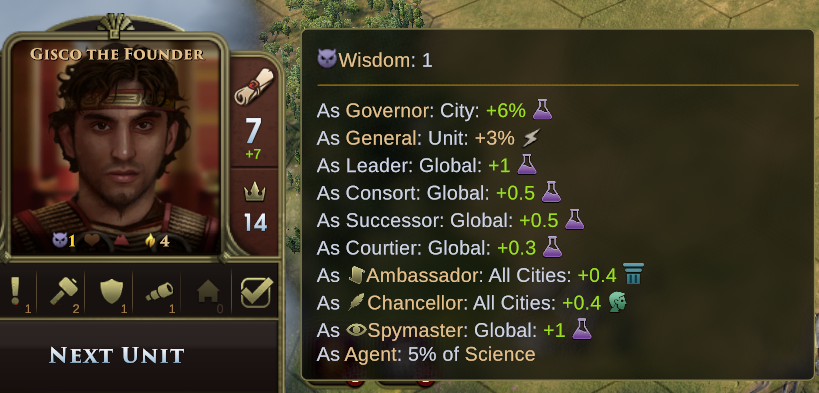 GISCO THE FOUNDER
7
+7
14
1
4
1
2
1
1
0
NEXT UNIT
Wisdom: 1
As Governor: City: +6%
As General: Unit: +3%
As Leader: Global: +1
As Consort: Global: +0.5
As Successor: Global: +0.5
As Courtier: Global: +0.3
As Ambassador: All Cities: +0.4
As Chancellor: All Cities: +0.4
As Spymaster: Global: +1
As Agent: 5% of Science